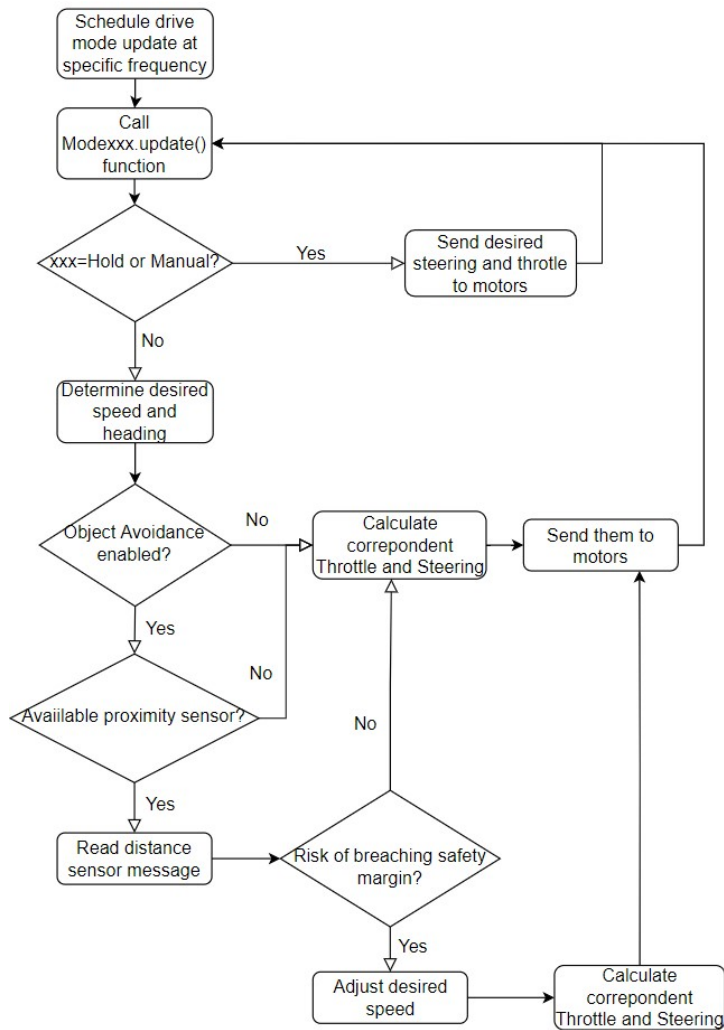 Schedule drive
mode update at
specific frequency
Call
Modexxx.update()
function
xxx=Hold or Manual?
Yes
Send desired
steering and throtle
to motors
No
Determine desired
speed and
heading
Object Avoidance
enabled?
No
Calculate
correpondent
Throttle and Steering
Send them to
motors
Yes
Avaiilable proximity sensor?
No
No
Yes
Read distance
sensor message
Risk of breaching safety
margin?
Yes
Adjust desired
speed
Calculate
correpondent
Throttle and Steering